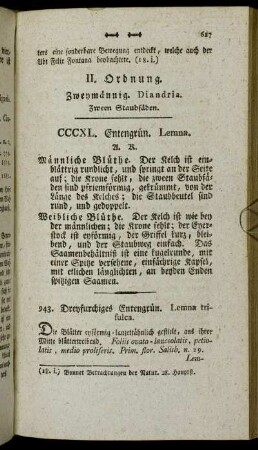 627
tern eine sonderbare Bewegung entdeckt, welche auch der
Abt Felix Fontana beobachtete. (18. i.)
II. Ordnung.
Zweymännig. Diandria.
Zween Staubfäden.
CCCXL. Entengrün. Lemna.
A. K.
Männliche Blüthe. Der Kelch ist ein-
blättrig rundlicht, und springt an der Seite
auf; die Krone fehlt; die zween Staubfä-
den sind pfriemförmig, gekrümmt, von der
Länge des Kelches; die Staubbeutel sind
rund, und gedoppelt.
Weibliche Blüthe. Der Kelch ist wie bey
der männlichen; die Krone fehlt; der Eyer-
stock ist eyförmig, der Griffel kurz, bleib-
end, und der Staubweg einfach. Das
Saamenbehältniß ist eine kugelrunde, mit
einer Spitze versehene, einfächrige Kapsel,
mit etlichen länglichten, an beyden Enden
spitzigen Saamen.
943. Dreyfurchiges Entengrün. Lemna tri-
sulca.
Die Blätter eyförmig-lanzettähnlich gestielt, aus ihrer
Mitte blättertreibend. Foliis ovata-lanceolatis, petio-
latis, medio proliferis. Prim. flor. Salisb. n. 19.
Lem-
(18. i.) Bonnet Betrachtungen der Natur. 28. Hauptst.